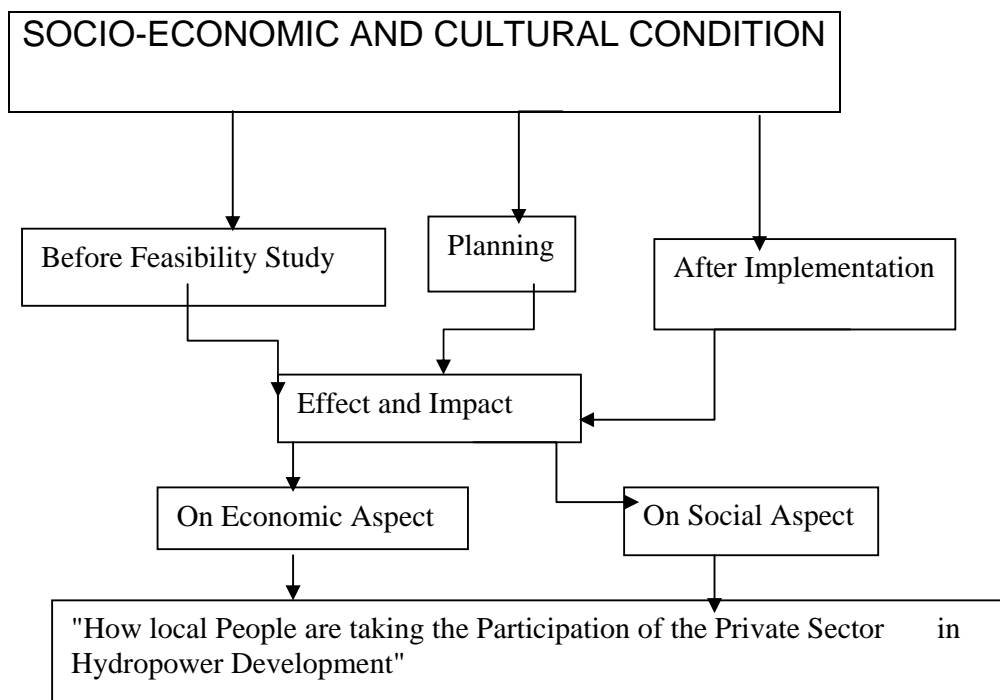 SOCIO-ECONOMIC AND CULTURAL CONDITION
Before Feasibility Study
Planning
After Implementation
Effect and Impact
On Economic Aspect
On Social Aspect
"How local People are taking the Participation of the Private Sector in
Hydropower Development"